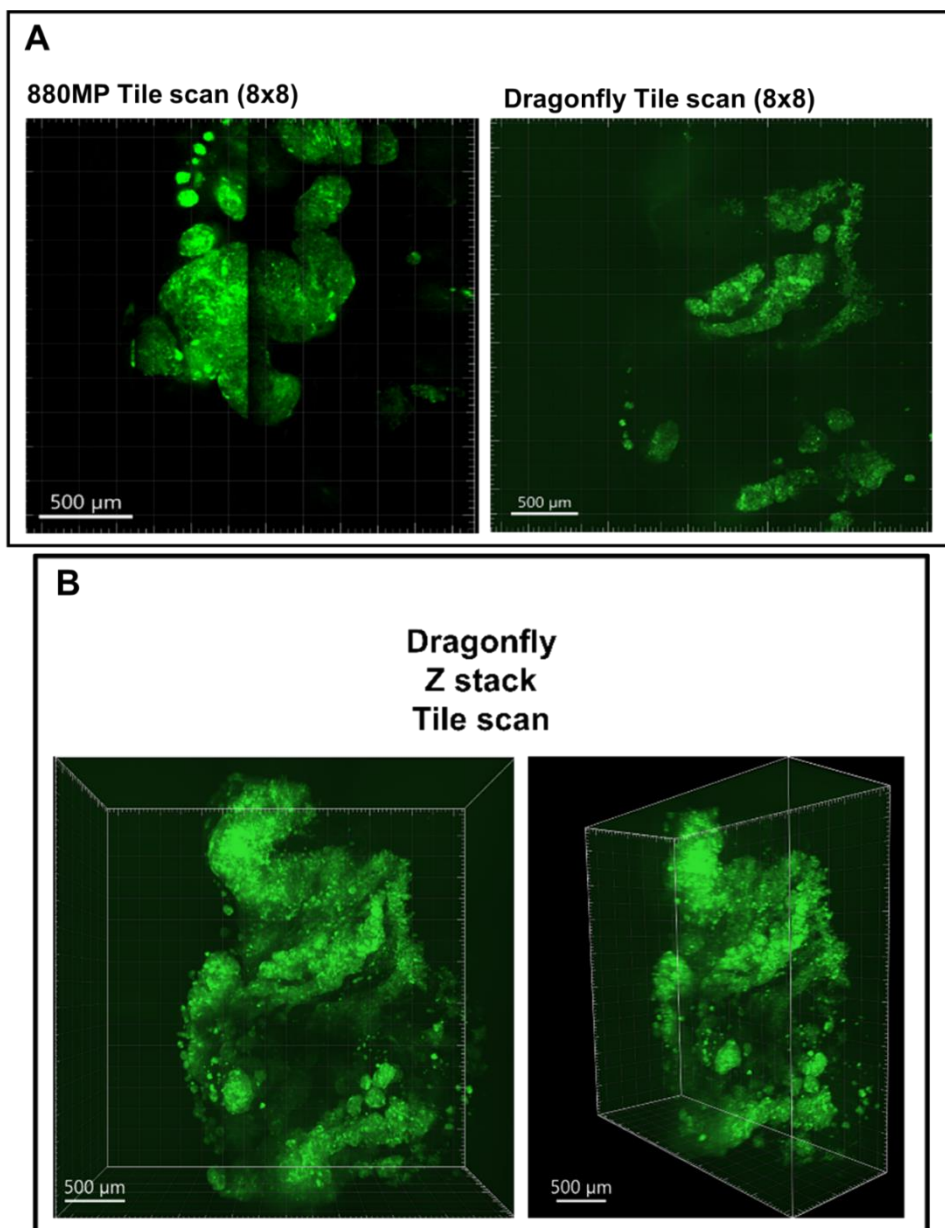 A
880MP Tile scan (8x8)
Dragonfly Tile scan (8x8)
500 µm
500 µm
B
Dragonfly
Z stack
Tile scan
500 µm
500 µm